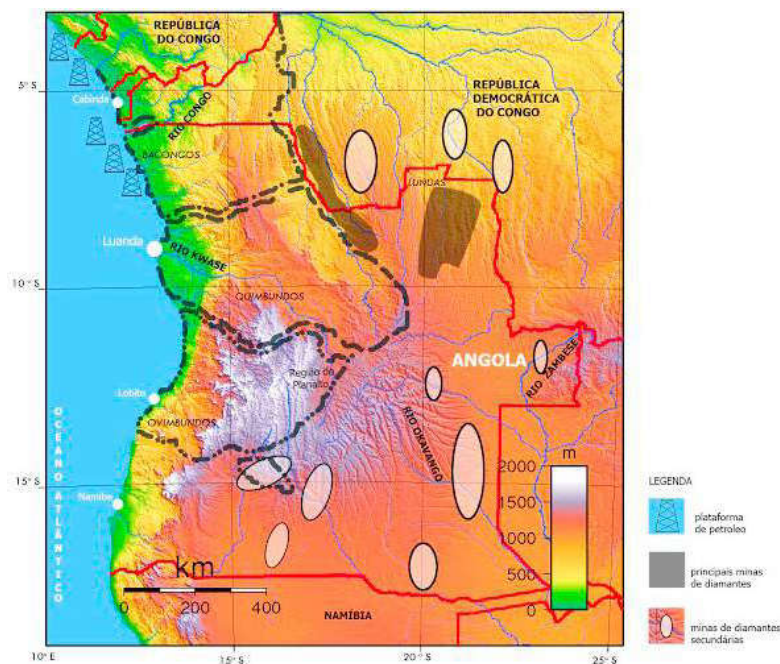 REPÚBLICA
DO CONGO
5°S
Cabinda
RIO CONGO
REPÚBLICA
DEMOCRÁTICA
DO CONGO
BACONGOS
LUNDAS
Luanda
RIO KWASE
10°S
QUIMBUNDOS
ANGOLA
Região do
Planalto
RIO ZAMBESE
Lobito
OVIMBUNDOS
RIO OKAVANGO
OCEANO ATLÂNTICO
m
2000
1500
1000
500
0
15°S
Namibe
km
0 200 400
NAMÍBIA
10°E
15°S
20°S
25°S
LEGENDA
plataforma
de petroleo
principais minas
de diamantes
minas de diamantes
secundárias